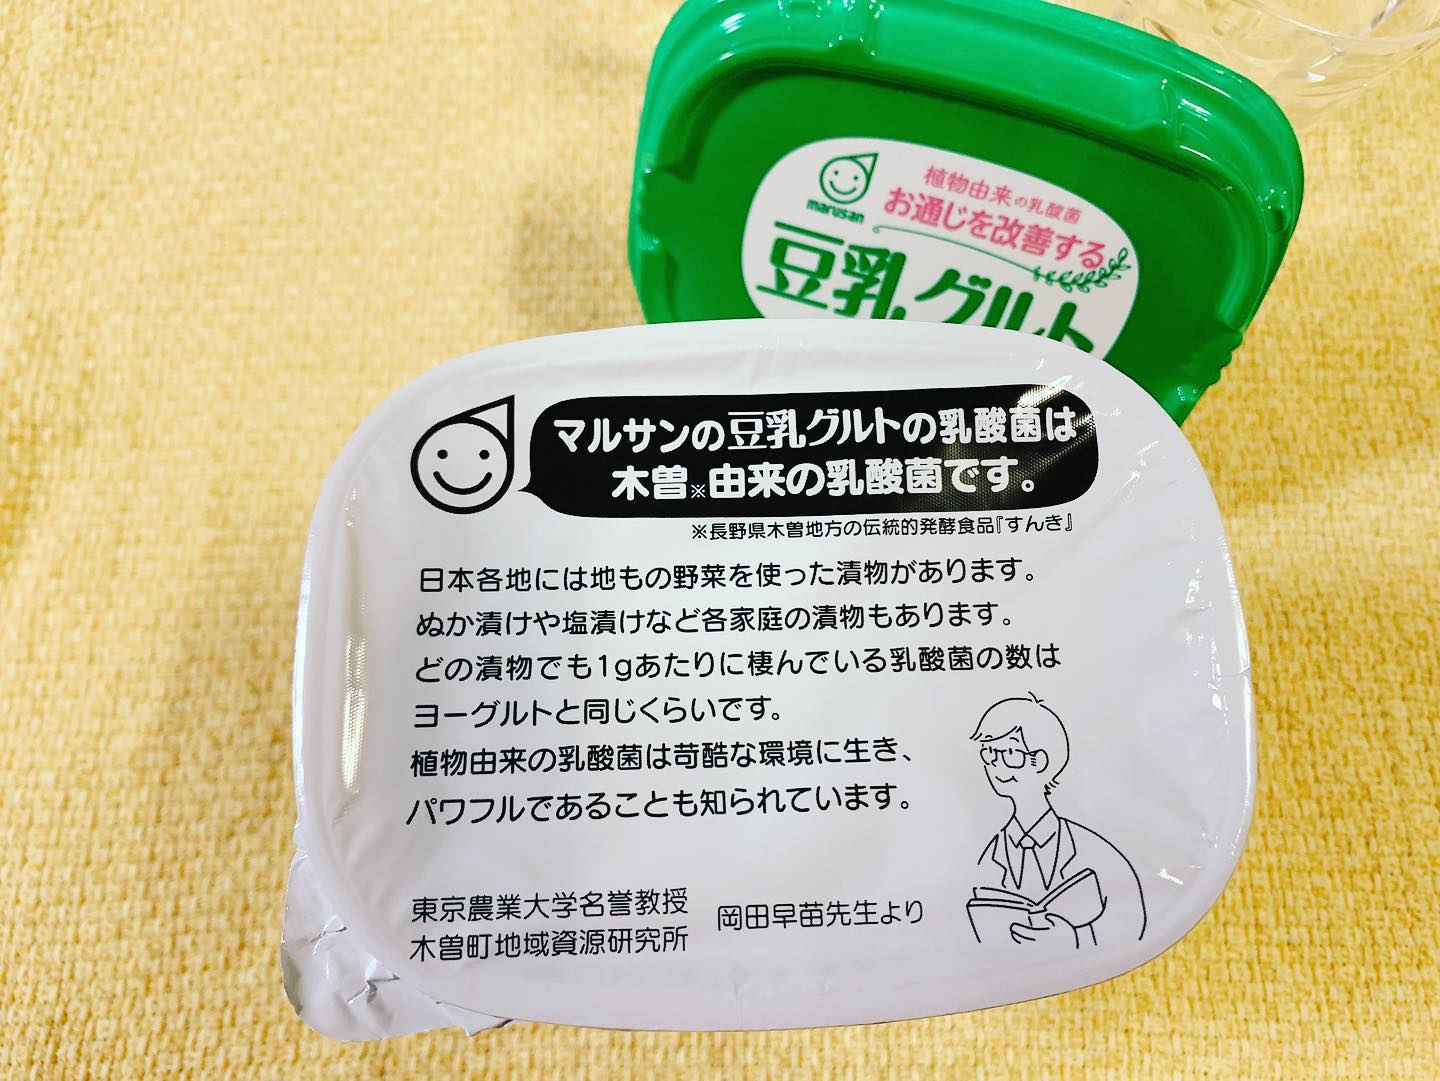 marusan
植物由来の乳酸菌
お通じを改善する
豆乳グルト
マルサンの豆乳グルトの乳酸菌は
木曽※由来の乳酸菌です。
※長野県木曽地方の伝統的発酵食品『すんき』
日本各地には地もの野菜を使った漬物があります。
ぬか漬けや塩漬けなど各家庭の漬物もあります。
どの漬物でも1gあたりに棲んでいる乳酸菌の数は
ヨーグルトと同じくらいです。
植物由来の乳酸菌は苛酷な環境に生き、
パワフルであることも知られています。
東京農業大学名誉教授
木曽町地域資源研究所
岡田早苗先生より